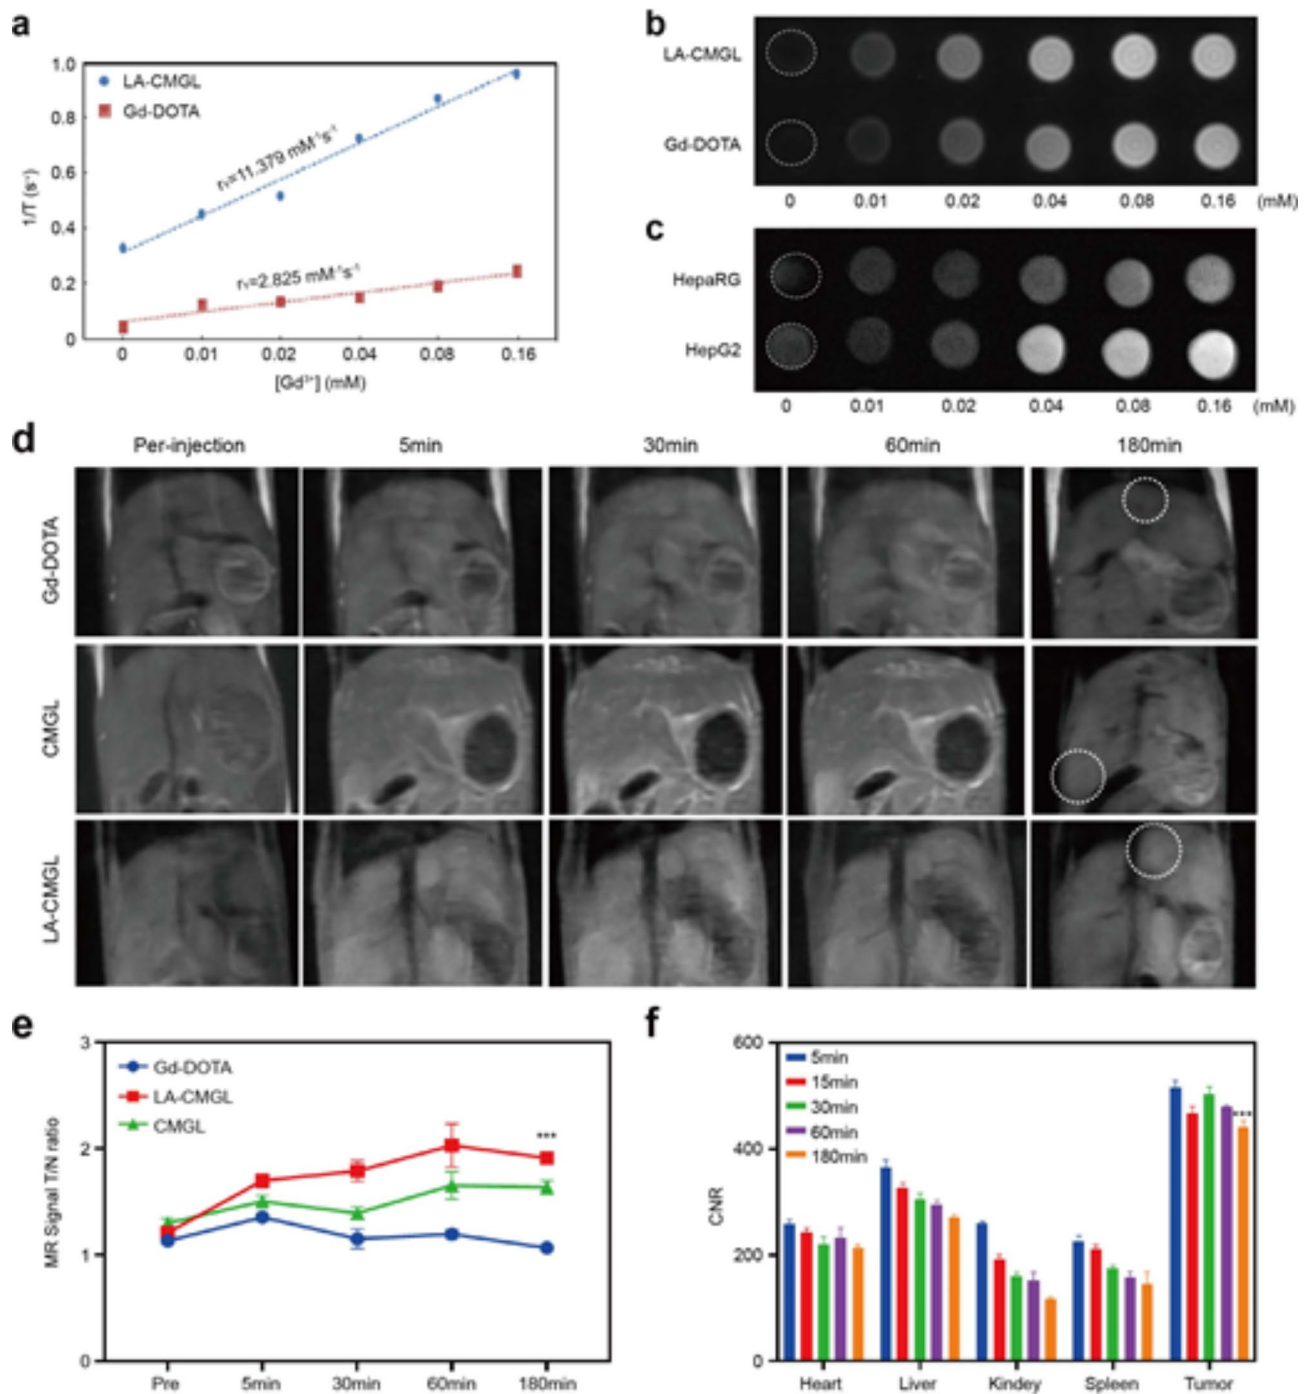 a
1.0
0.8
0.6
0.4
0.2
0
1/T (s⁻)
LA-CMGL
Gd-DOTA
r₁=11.379 mM⁻¹s⁻¹
r₁=2.825 mM⁻¹s⁻¹
0 0.01 0.02 0.04 0.08 0.16
[Gd³⁺] (mM)
b
LA-CMGL
Gd-DOTA
0 0.01 0.02 0.04 0.08 0.16 (mM)
c
HepaRG
HepG2
0 0.01 0.02 0.04 0.08 0.16 (mM)
d
Per-injection 5min 30min 60min 180min
Gd-DOTA
CMGL
LA-CMGL
e
3
2
1
0
MR Signal T/N ratio
Gd-DOTA
LA-CMGL
CMGL
***
Pre 5min 30min 60min 180min
f
600
400
200
0
CNR
5min
15min
30min
60min
180min
***
Heart Liver Kindey Spleen Tumor